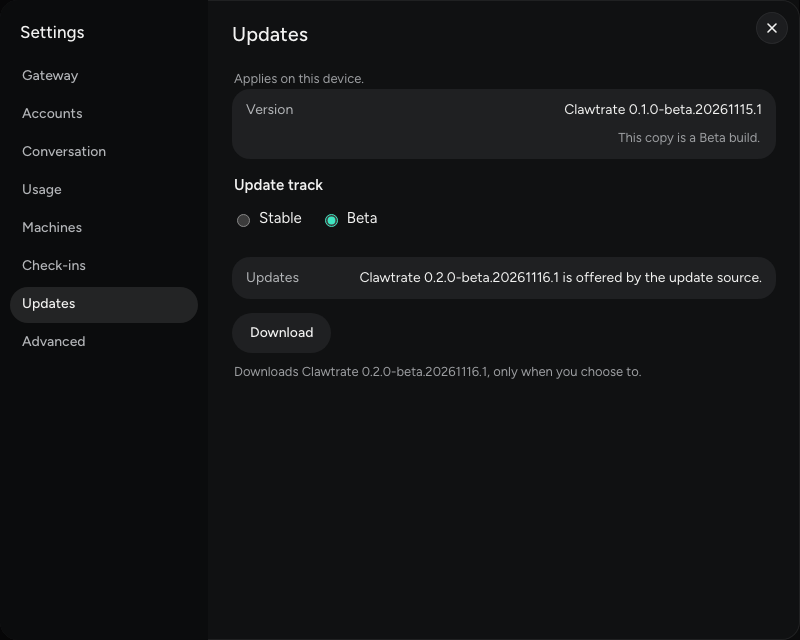 Settings
Gateway
Accounts
Conversation
Usage
Machines
Check-ins
Updates
Advanced
Updates
Applies on this device.
Version Clawtrate 0.1.0-beta.20261115.1
This copy is a Beta build.
Update track
Stable Beta
Updates Clawtrate 0.2.0-beta.20261116.1 is offered by the update source.
Download
Downloads Clawtrate 0.2.0-beta.20261116.1, only when you choose to.